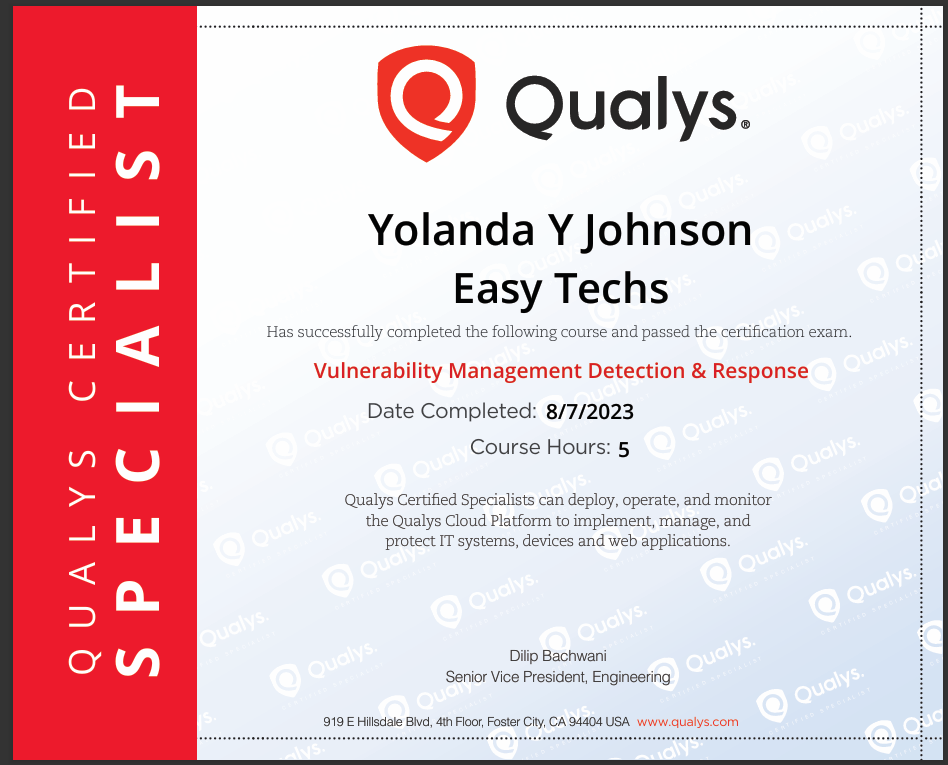 QUALYS CERTIFIED
SPECIALIST
Qualys.®
Yolanda Y Johnson
Easy Techs
Has successfully completed the following course and passed the certification exam.
Vulnerability Management Detection & Response
Date Completed: 8/7/2023
Course Hours: 5
Qualys Certified Specialists can deploy, operate, and monitor
the Qualys Cloud Platform to implement, manage, and
protect IT systems, devices and web applications.
Dilip Bachwani
Senior Vice President, Engineering
919 E Hillsdale Blvd, 4th Floor, Foster City, CA 94404 USA www.qualys.com